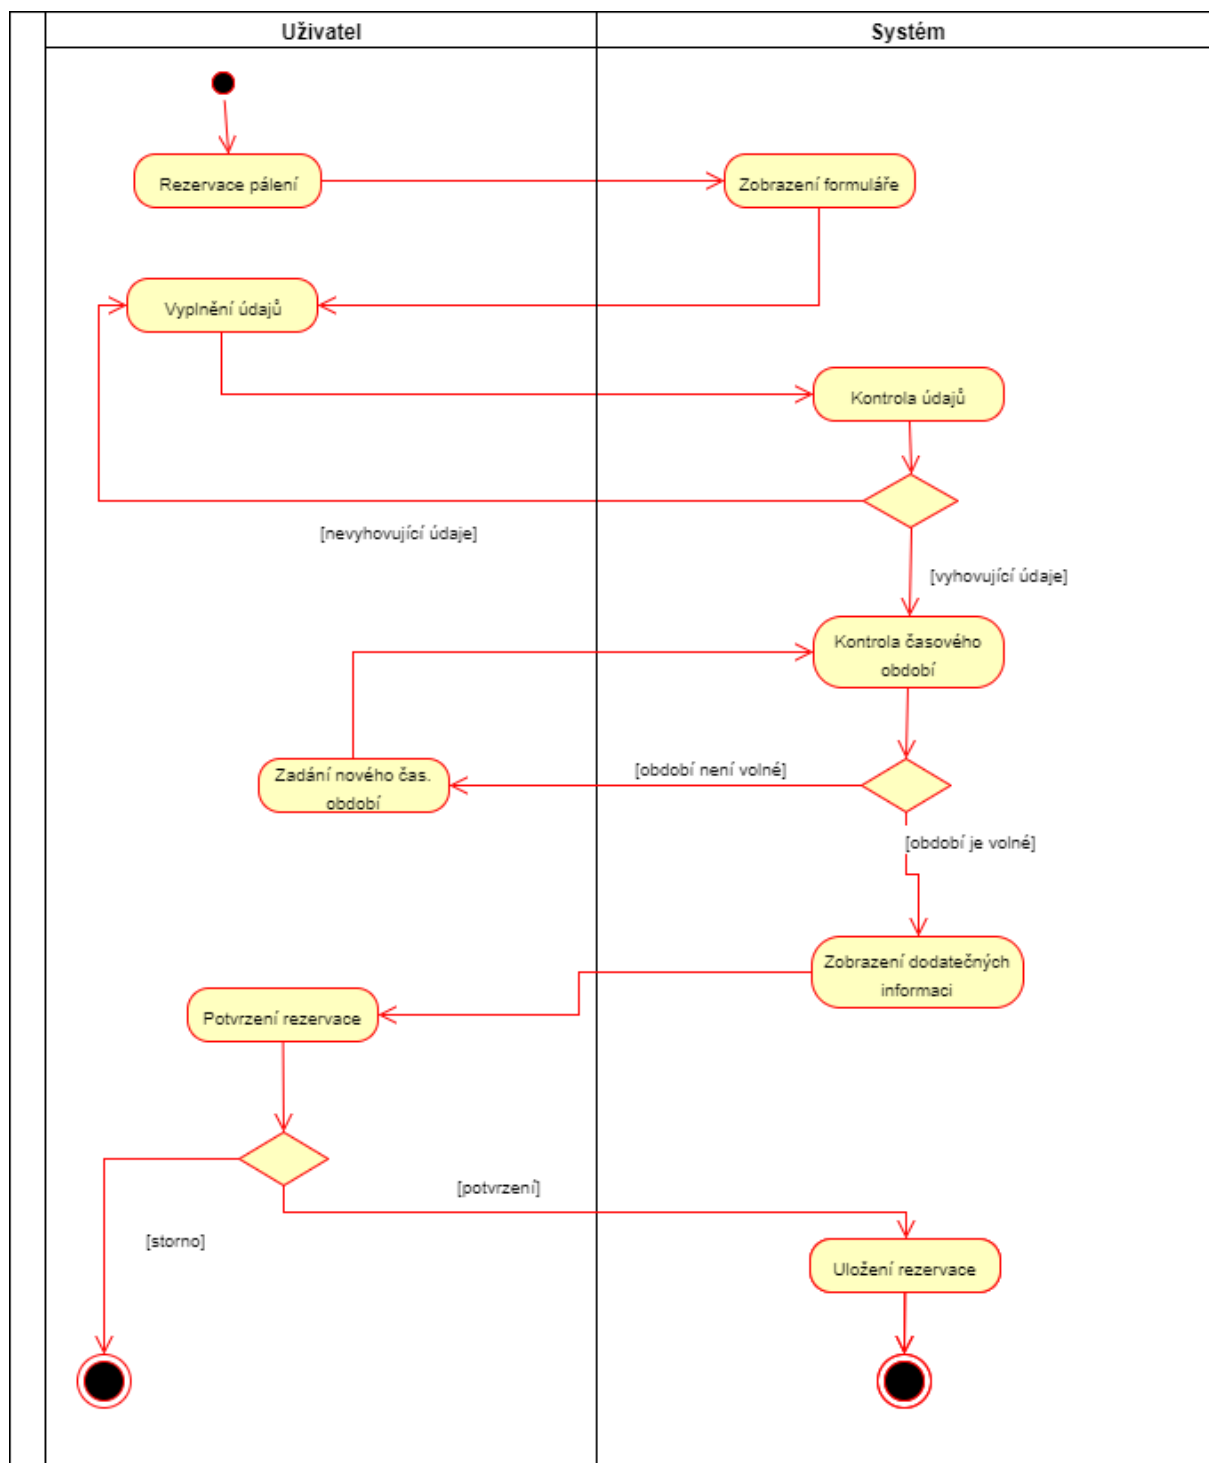 Uživatel
Systém
Rezervace pálení
Zobrazení formuláře
Vyplnění údajů
Kontrola údajů
[nevyhovující údaje]
[vyhovující údaje]
Kontrola časového
období
Zadání nového čas.
období
[období není volné]
[období je volné]
Zobrazení dodatečných
informaci
Potvrzení rezervace
[potvrzení]
[storno]
Uložení rezervace